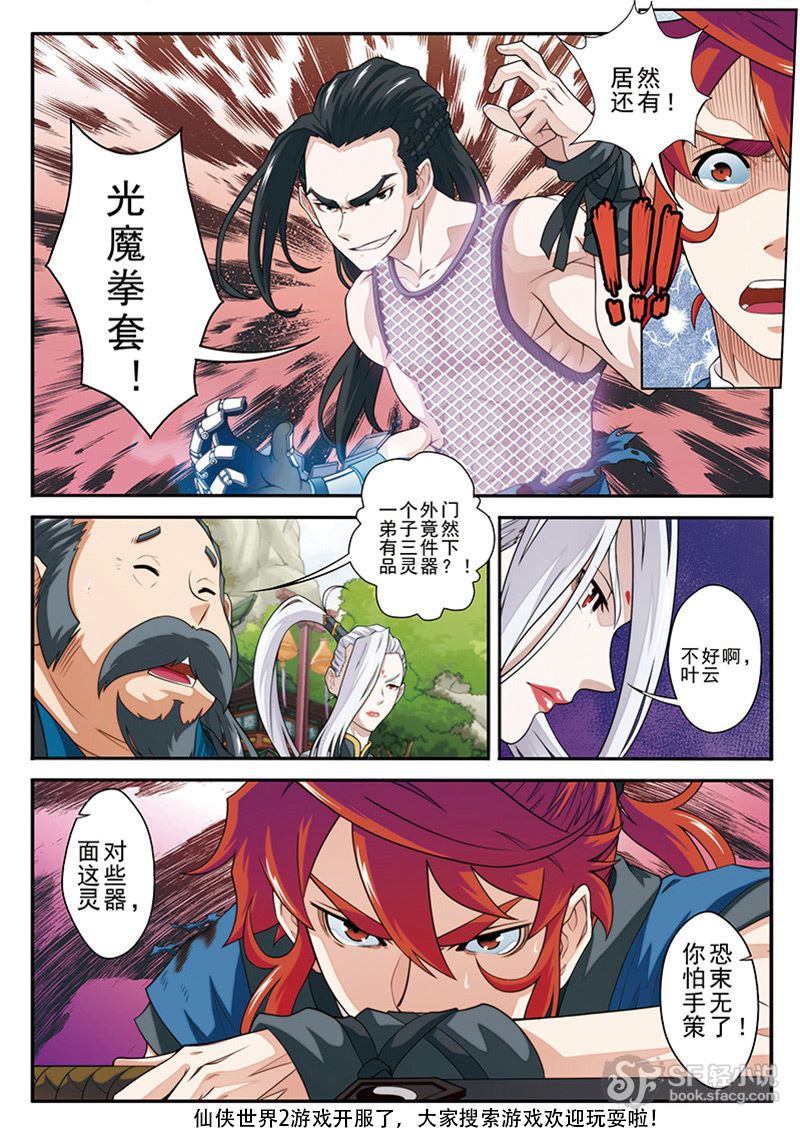 光魔拳套！
居然
还有！
!!!
一个外门
弟子竟然
有三件下
品灵器？！
不好啊，
叶云
面对
这些
灵器，
你恐
怕束
手无
策了！
SF轻小说
book.sfacg.com
仙侠世界2游戏开服了，大家搜索游戏欢迎玩耍啦！